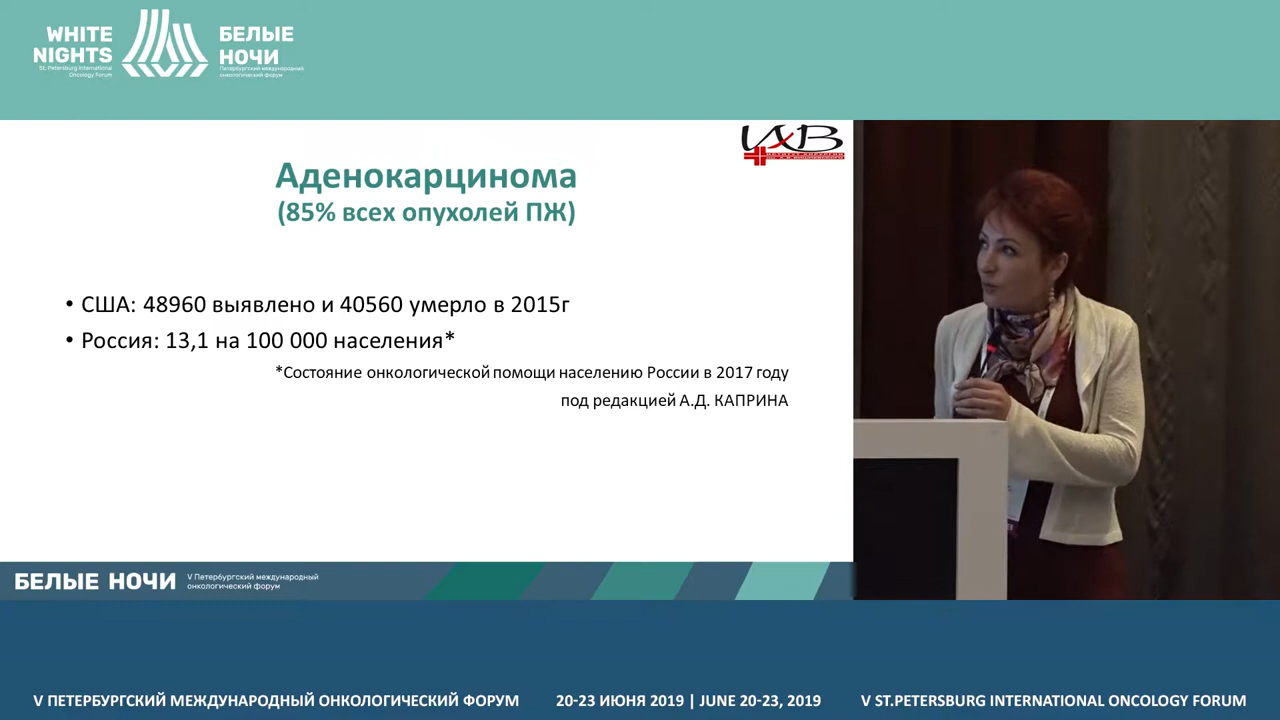 WHITE
NIGHTS
St. Petersburg International
Oncology Forum
БЕЛЫЕ
НОЧИ
Петербургский международный
онкологический форум
ИХВ
Аденокарцинома
(85% всех опухолей ПЖ)
• США: 48960 выявлено и 40560 умерло в 2015г
• Россия: 13,1 на 100 000 населения*
*Состояние онкологической помощи населению России в 2017 году
под редакцией А.Д. КАПРИНА
БЕЛЫЕ НОЧИ
V Петербургский международный
онкологический форум
V ПЕТЕРБУРГСКИЙ МЕЖДУНАРОДНЫЙ ОНКОЛОГИЧЕСКИЙ ФОРУМ
20-23 ИЮНЯ 2019 | JUNE 20-23, 2019
V ST.PETERSBURG INTERNATIONAL ONCOLOGY FORUM